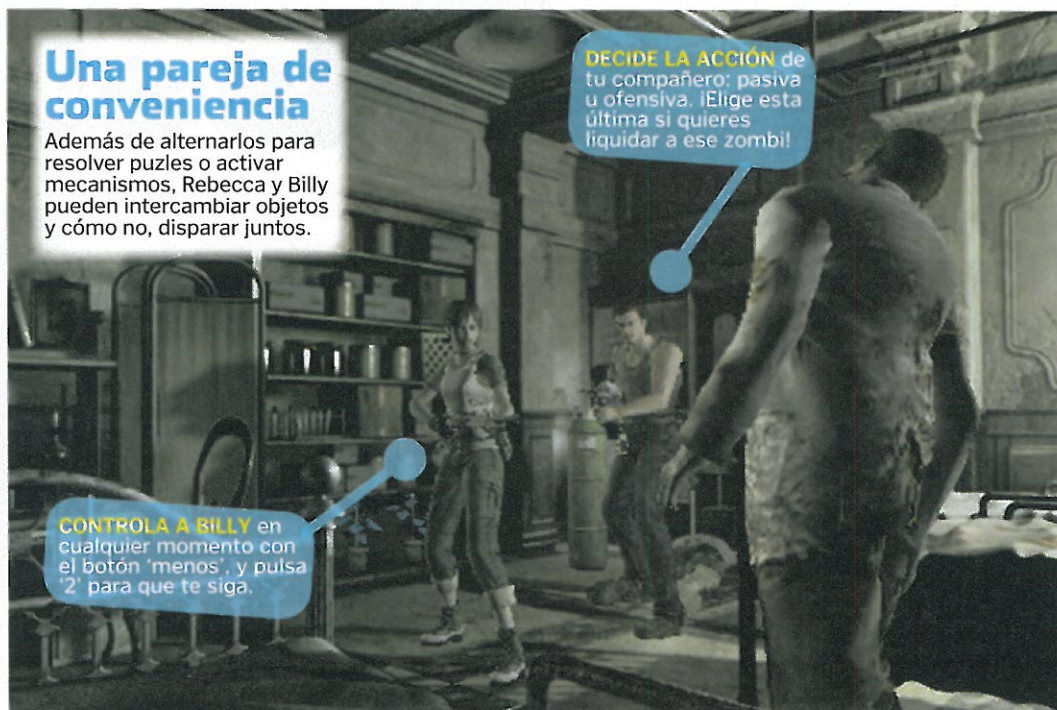 Una pareja de
conveniencia
Además de alternarlos para
resolver puzles o activar
mecanismos, Rebecca y Billy
pueden intercambiar objetos
y cómo no, disparar juntos.
DECIDE LA ACCIÓN de
tu compañero: pasiva
u ofensiva. ¡Elige esta
última si quieres
liquidar a ese zombi!
CONTROLA A BILLY en
cualquier momento con
el botón ‘menos’, y pulsa
‘2’ para que te siga.